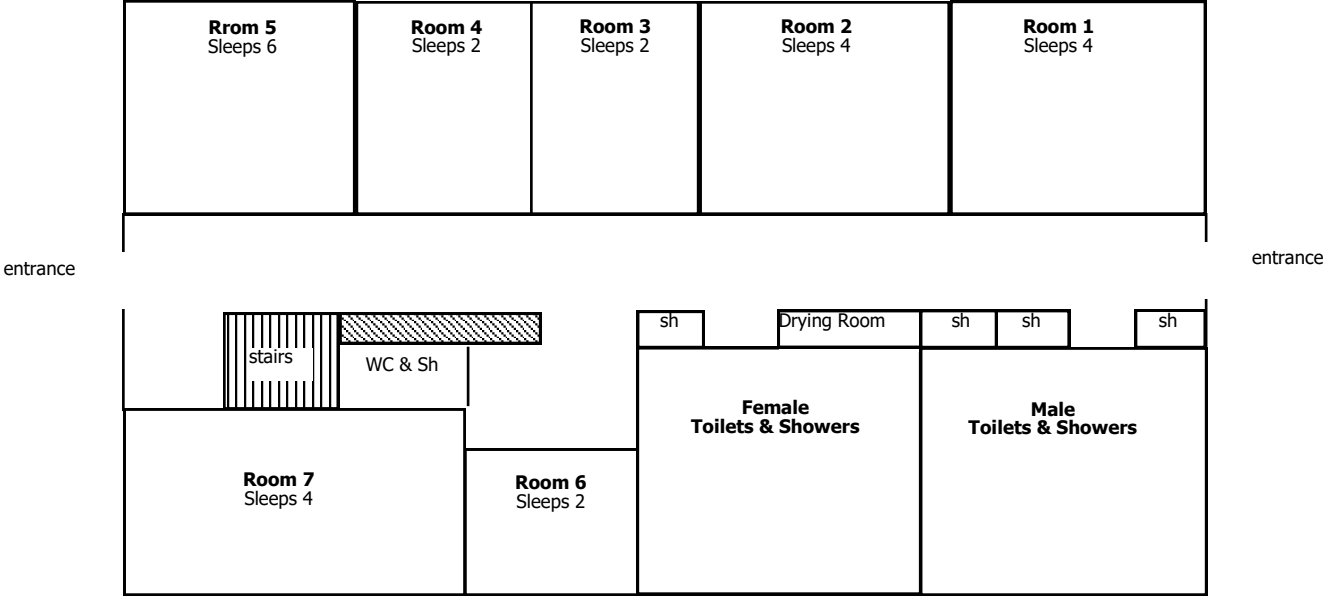 Rrom 5
Sleeps 6
Room 4
Sleeps 2
Room 3
Sleeps 2
Room 2
Sleeps 4
Room 1
Sleeps 4
entrance
entrance
sh
Drying Room
sh
sh
sh
stairs
WC & Sh
Female
Toilets & Showers
Male
Toilets & Showers
Room 7
Sleeps 4
Room 6
Sleeps 2